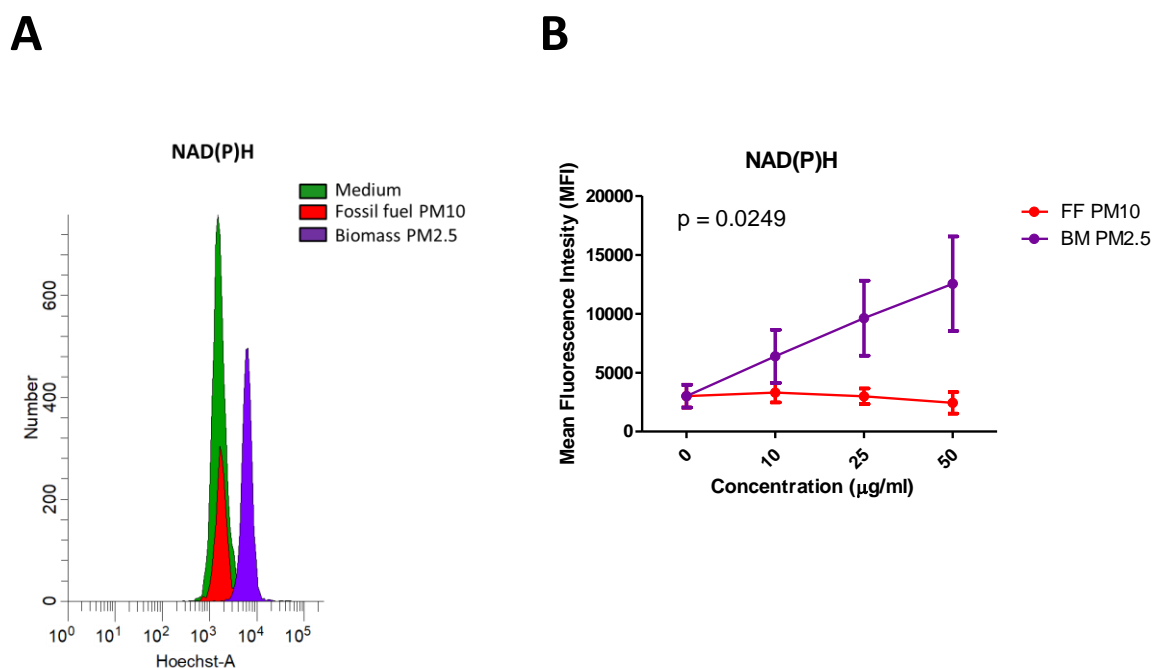 A
NAD(P)H
Medium
Fossil fuel PM10
Biomass PM2.5
Number
600
400
200
0
10⁰ 10¹ 10² 10³ 10⁴ 10⁵
Hoechst-A
B
NAD(P)H
Mean Fluorescence Intesity (MFI)
20000
15000
10000
5000
0
p = 0.0249
FF PM10
BM PM2.5
0 10 25 50
Concentration (μg/ml)